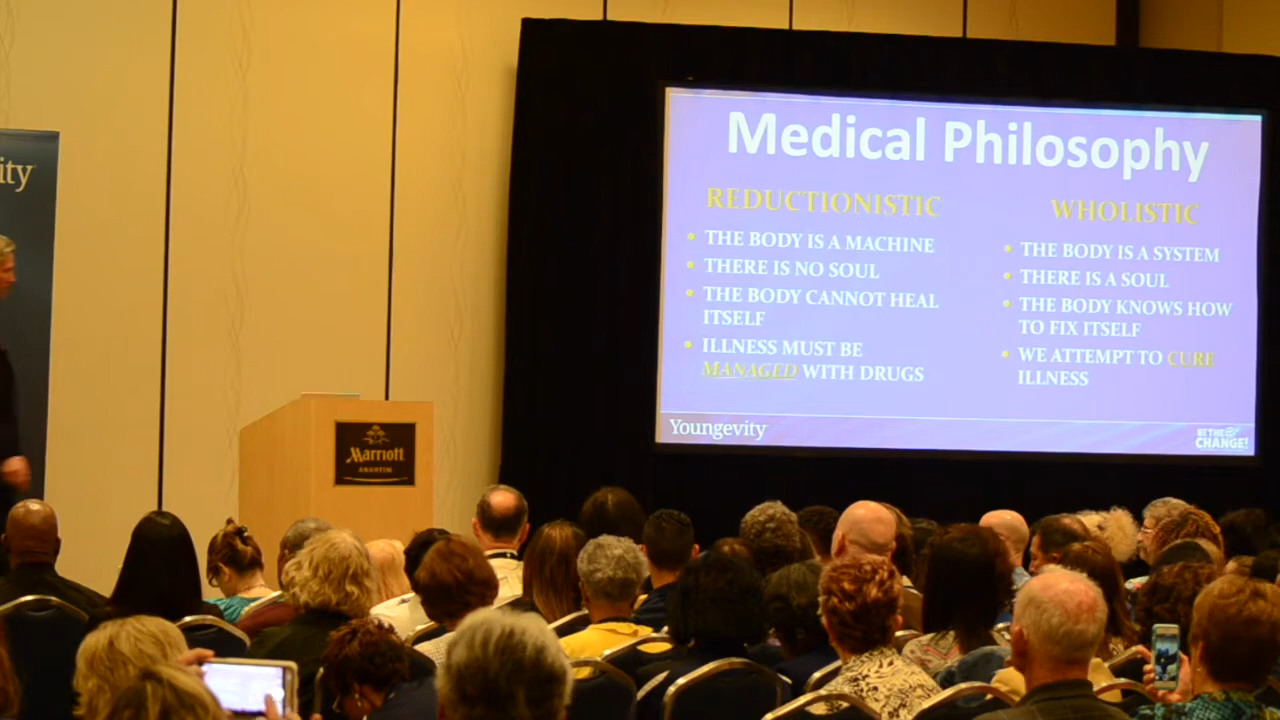 ity
Medical Philosophy
REDUCTIONISTIC
• THE BODY IS A MACHINE
• THERE IS NO SOUL
• THE BODY CANNOT HEAL
ITSELF
• ILLNESS MUST BE
MANAGED WITH DRUGS
WHOLISTIC
• THE BODY IS A SYSTEM
• THERE IS A SOUL
• THE BODY KNOWS HOW
TO FIX ITSELF
• WE ATTEMPT TO CURE
ILLNESS
Youngevity
BE THE
CHANGE!
Marriott
ANAHEIM